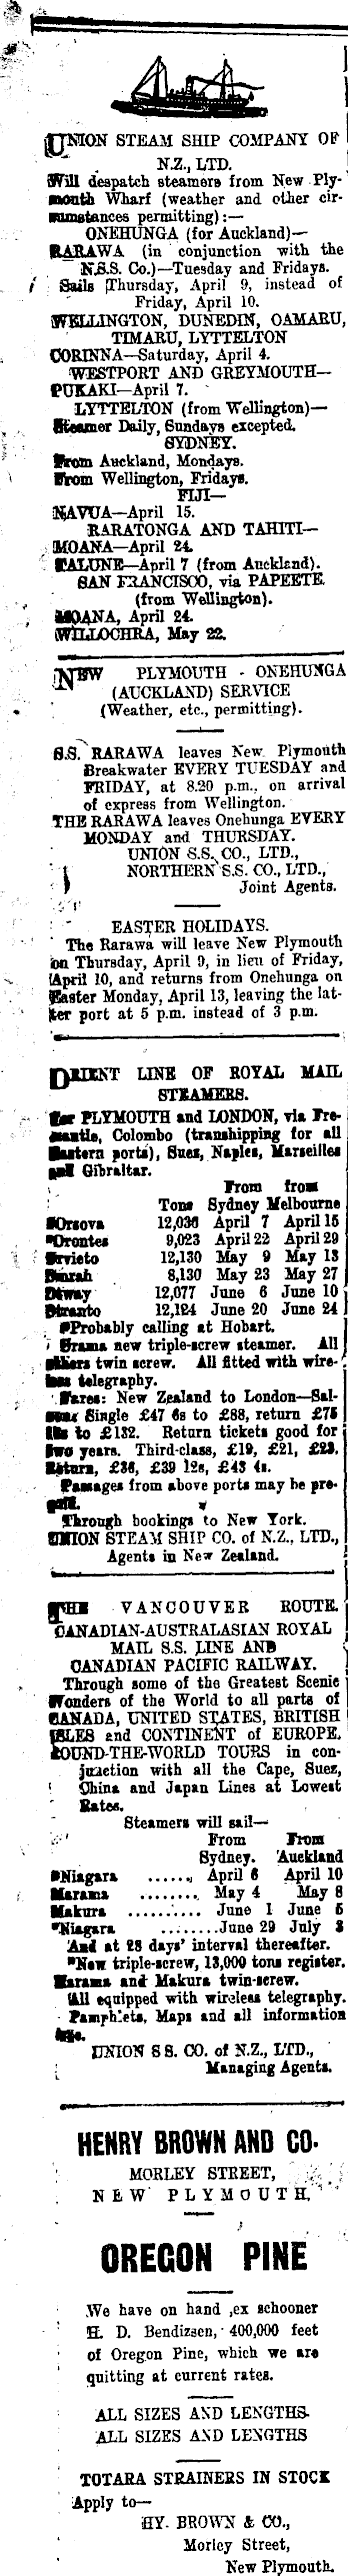 UNION STEAM SHIP COMPANY OF
N.Z., LTD.
Will despatch steamers from New Ply-
mouth Wharf (weather and other cir-
cumstances permitting):—
ONEHUNGA (for Auckland)—
RARAWA (in conjunction with the
N.S.S. Co.)—Tuesday and Fridays.
Sails Thursday, April 9, instead of
Friday, April 10.
WELLINGTON, DUNEDIN, OAMARU,
TIMARU, LYTTELTON
CORINNA—Saturday, April 4.
WESTPORT AND GREYMOUTH—
PUKAKI—April 7.
LYTTELTON (from Wellington)—
Steamer Daily, Sundays excepted.
SYDNEY.
From Auckland, Mondays.
From Wellington, Fridays.
FIJI—
NAVUA—April 15.
RARATONGA AND TAHITI—
MOANA—April 24.
TALUNE—April 7 (from Auckland).
SAN FRANCISCO, via PAPEETE.
(from Wellington).
MOANA, April 24.
WILLOCHRA, May 22.
NEW PLYMOUTH - ONEHUNGA
(AUCKLAND) SERVICE
(Weather, etc., permitting).
S.S. RARAWA leaves New Plymouth
Breakwater EVERY TUESDAY and
FRIDAY, at 8.20 p.m., on arrival
of express from Wellington.
THE RARAWA leaves Onehunga EVERY
MONDAY and THURSDAY.
UNION S.S. CO., LTD.,
NORTHERN S.S. CO., LTD.,
Joint Agents.
EASTER HOLIDAYS.
The Rarawa will leave New Plymouth
on Thursday, April 9, in lieu of Friday,
April 10, and returns from Onehunga on
Easter Monday, April 13, leaving the lat-
ter port at 5 p.m. instead of 3 p.m.
ORIENT LINE OF ROYAL MAIL
STEAMERS.
For PLYMOUTH and LONDON, via Fre-
mantle, Colombo (transhipping for all
Eastern ports), Suez, Naples, Marseilles
and Gibraltar.
From from
Tons Sydney Melbourne
*Orsova 12,036 April 7 April 15
*Orontes 9,023 April 22 April 29
Orvieto 12,130 May 9 May 13
Omrah 8,130 May 23 May 27
Otway 12,077 June 6 June 10
Otranto 12,124 June 20 June 24
*Probably calling at Hobart.
Orama new triple-screw steamer. All
others twin screw. All fitted with wire-
less telegraphy.
Fares: New Zealand to London—Sal-
oon: Single £47 6s to £88, return £75
18s to £132. Return tickets good for
two years. Third-class, £19, £21, £23.
Return, £36, £39 12s, £43 4s.
Passages from above ports may be pre-
paid.
Through bookings to New York.
UNION STEAM SHIP CO. of N.Z., LTD.,
Agents in New Zealand.
THE VANCOUVER ROUTE.
CANADIAN-AUSTRALASIAN ROYAL
MAIL S.S. LINE AND
CANADIAN PACIFIC RAILWAY.
Through some of the Greatest Scenic
Wonders of the World to all parts of
CANADA, UNITED STATES, BRITISH
ISLES and CONTINENT of EUROPE.
ROUND-THE-WORLD TOURS in con-
junction with all the Cape, Suez,
China and Japan Lines at Lowest
Rates.
Steamers will sail—
From From
Sydney. Auckland
*Niagara ...... April 6 April 10
Marama ........ May 4 May 8
Makura ......... June 1 June 5
*Niagara ........ June 29 July 3
And at 28 days' interval thereafter.
*New triple-screw, 13,000 tons register.
Marama and Makura twin-screw.
All equipped with wireless telegraphy.
Pamphlets, Maps and all information
free.
UNION S S. CO. of N.Z., LTD.,
Managing Agents.
HENRY BROWN AND CO.
MORLEY STREET,
NEW PLYMOUTH.
OREGON PINE
We have on hand ,ex schooner
H. D. Bendizsen, 400,000 feet
of Oregon Pine, which we are
quitting at current rates.
ALL SIZES AND LENGTHS.
ALL SIZES AND LENGTHS
TOTARA STRAINERS IN STOCK
Apply to—
HY. BROWN & CO.,
Morley Street,
New Plymouth.